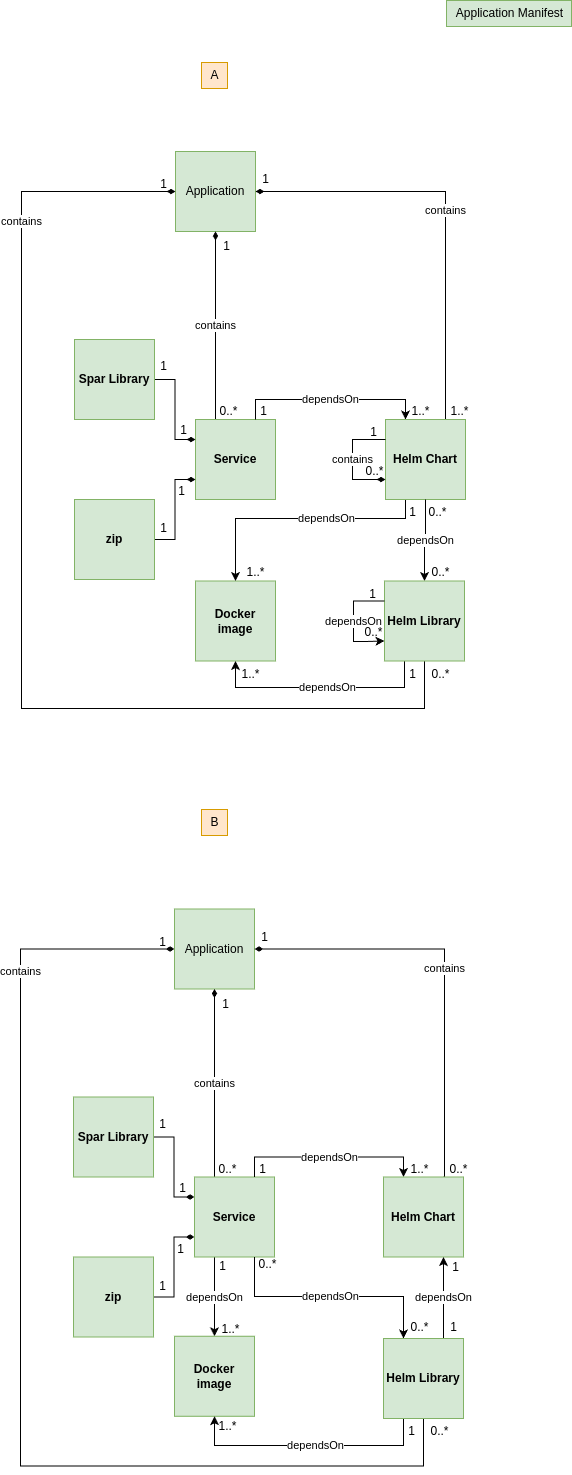 Application Manifest
A
1
Application
1
contains
contains
1
contains
Spar Library
1
1
0..*
1
dependsOn
1..*
1..*
Service
1
contains
0..*
Helm Chart
zip
1
1
dependsOn
1
0..*
dependsOn
1..*
0..*
Docker
image
1
dependsOn
0..*
Helm Library
1..*
dependsOn
1
0..*
B
1
Application
1
contains
contains
1
contains
Spar Library
1
1
0..*
1
dependsOn
1..*
0..*
Service
Helm Chart
zip
1
1
1
dependsOn
1..*
0..*
dependsOn
0..*
1
dependsOn
1
Docker
image
Helm Library
1..*
dependsOn
1
0..*